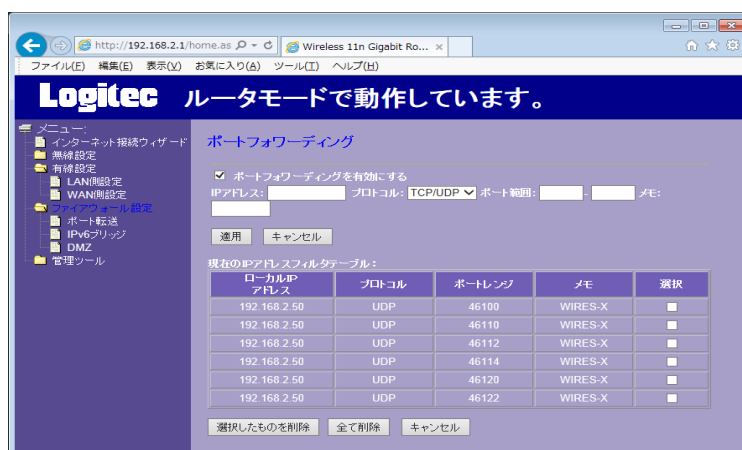 http://192.168.2.1/home.as
Wireless 11n Gigabit Ro...
ファイル(F) 編集(E) 表示(V) お気に入り(A) ツール(T) ヘルプ(H)
Logitec ルータモードで動作しています。
メニュー:
インターネット接続ウィザード
無線設定
有線設定
LAN側設定
WAN側設定
ファイアウォール設定
ポート転送
IPv6ブリッジ
DMZ
管理ツール
ポートフォワーディング
ポートフォワーディングを有効にする
IPアドレス: プロトコル: TCP/UDP ポート範囲: - メモ:
適用 キャンセル
現在のIPアドレスフィルタテーブル:
ローカルIPアドレス プロトコル ポートレンジ メモ 選択
192.168.2.50 UDP 46100 WIRES-X
192.168.2.50 UDP 46110 WIRES-X
192.168.2.50 UDP 46112 WIRES-X
192.168.2.50 UDP 46114 WIRES-X
192.168.2.50 UDP 46120 WIRES-X
192.168.2.50 UDP 46122 WIRES-X
選択したものを削除 全て削除 キャンセル